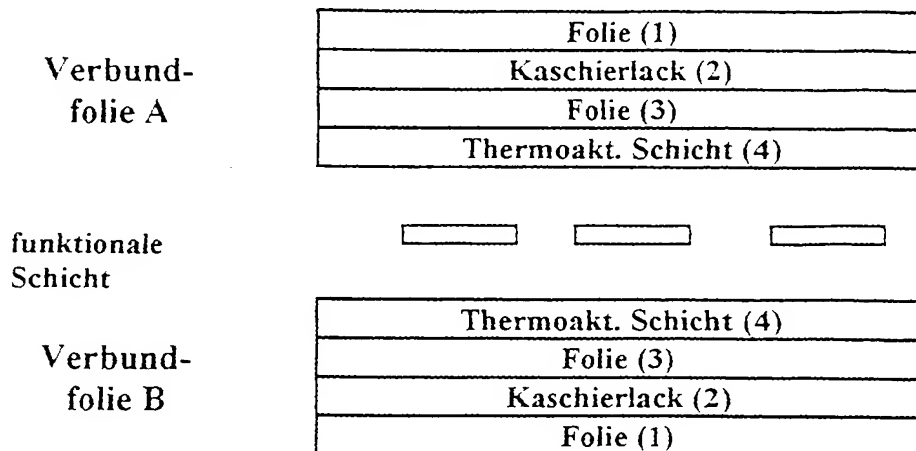 Verbund-
folie A
Folie (1)
Kaschierlack (2)
Folie (3)
Thermoakt. Schicht (4)
funktionale
Schicht
Verbund-
folie B
Thermoakt. Schicht (4)
Folie (3)
Kaschierlack (2)
Folie (1)